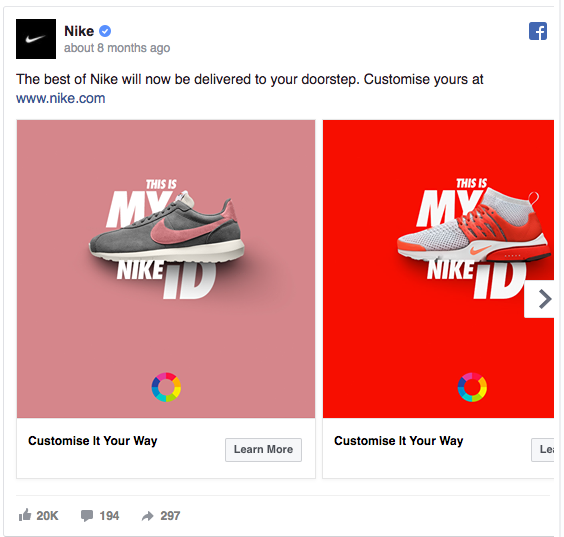 Nike
about 8 months ago
The best of Nike will now be delivered to your doorstep. Customise yours at
www.nike.com
THIS IS
MY
NIKE ID
THIS IS
MY
NIKE ID
Customise It Your Way
Learn More
Customise It Your Way
Lea
20K
194
297